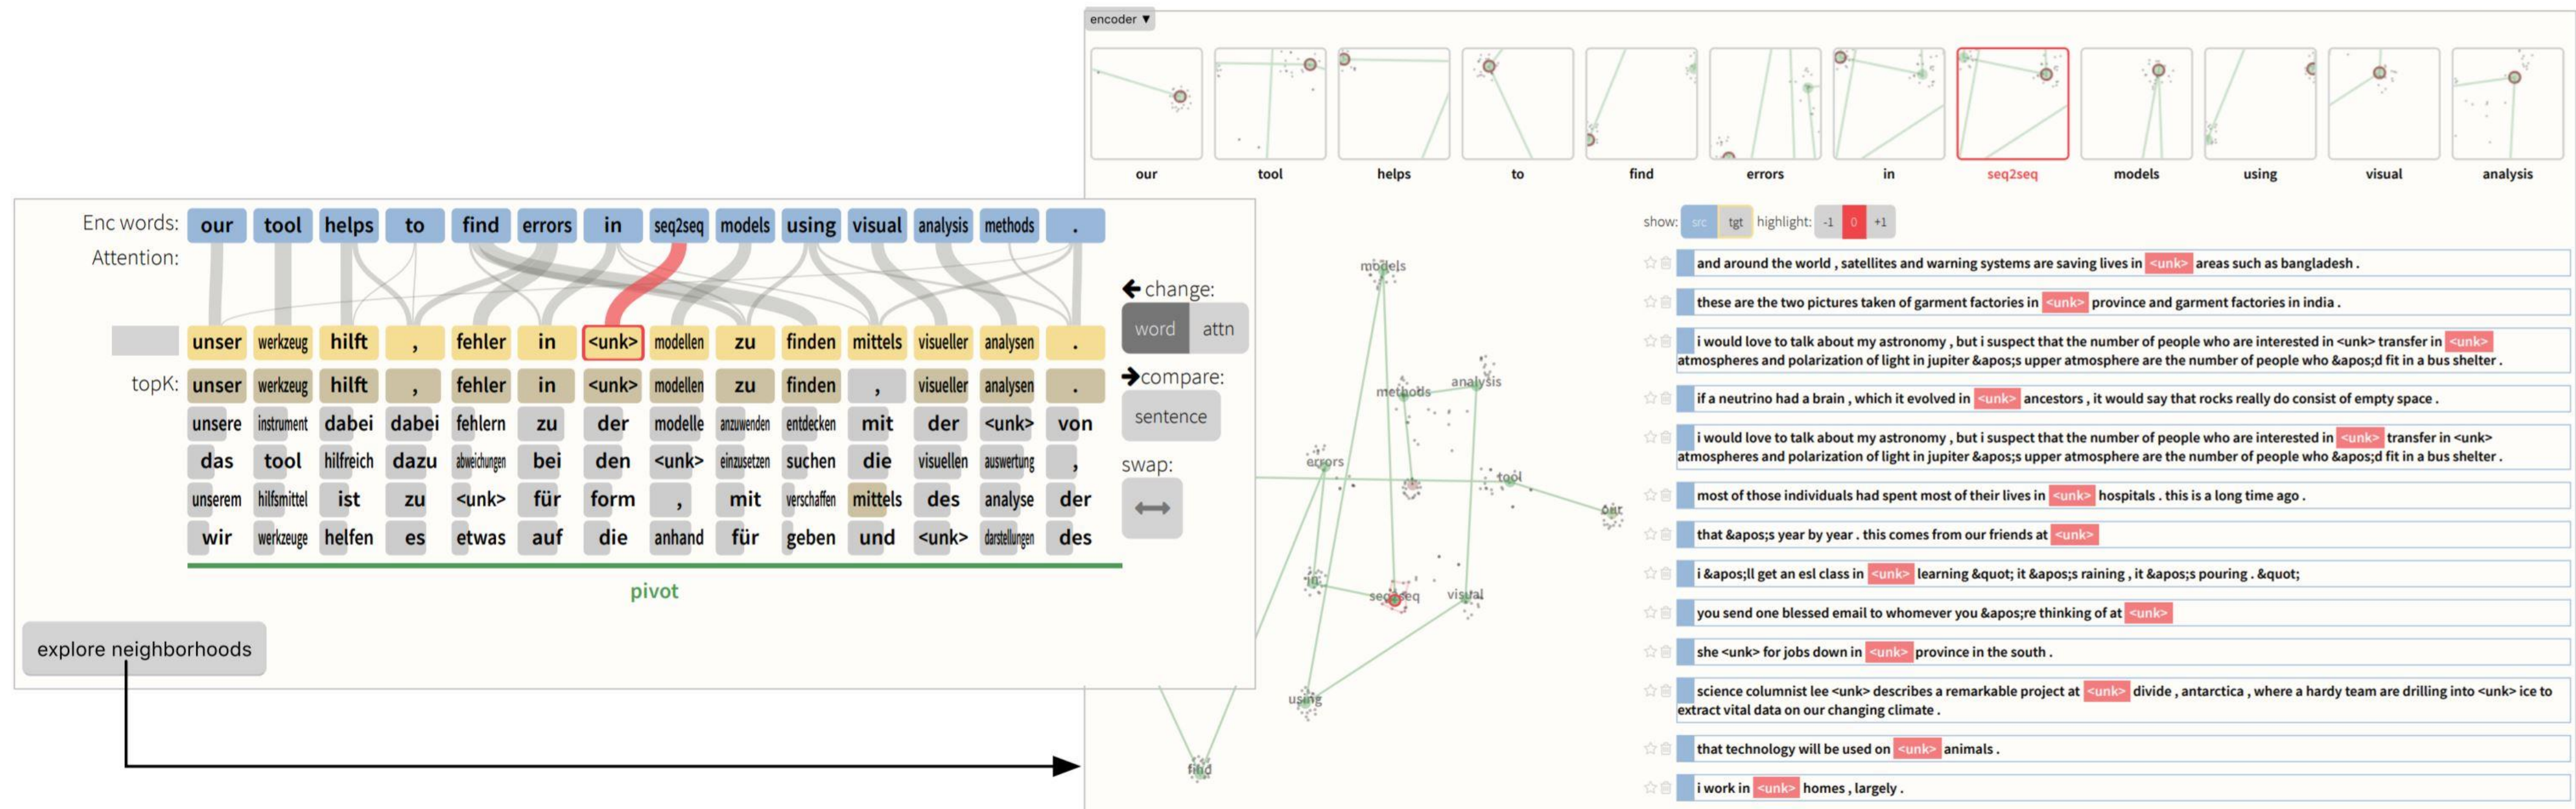 Enc words: our tool helps to find errors in seq2seq models using visual analysis methods .
Attention:
unser werkzeug hilft , fehler in <unk> modellen zu finden mittels visueller analysen .
topK: unser werkzeug hilft , fehler in <unk> modellen zu finden , visueller analysen .
unsere instrument dabei dabei fehlern zu der modelle anzuwenden entdecken mit der <unk> von
das tool hilfreich dazu abweichungen bei den <unk> einzusetzen suchen die visuellen auswertung ,
unserem hilfsmittel ist zu <unk> für form , mit verschaffen mittels des analyse der
wir werkzeuge helfen es etwas auf die anhand für geben und <unk> darstellungen des
pivot
🡰 change:
word attn
🡲 compare:
sentence
swap:
explore neighborhoods
encoder ▼
our tool helps to find errors in seq2seq models using visual analysis
models
analysis
methods
errors
tool
our
in
seq2seq
visual
using
find
show: src tgt highlight: -1 0 +1
and around the world , satellites and warning systems are saving lives in <unk> areas such as bangladesh .
these are the two pictures taken of garment factories in <unk> province and garment factories in india .
i would love to talk about my astronomy , but i suspect that the number of people who are interested in <unk> transfer in <unk>
atmospheres and polarization of light in jupiter &apos;s upper atmosphere are the number of people who &apos;d fit in a bus shelter .
if a neutrino had a brain , which it evolved in <unk> ancestors , it would say that rocks really do consist of empty space .
i would love to talk about my astronomy , but i suspect that the number of people who are interested in <unk> transfer in <unk>
atmospheres and polarization of light in jupiter &apos;s upper atmosphere are the number of people who &apos;d fit in a bus shelter .
most of those individuals had spent most of their lives in <unk> hospitals . this is a long time ago .
that &apos;s year by year . this comes from our friends at <unk>
i &apos;ll get an esl class in <unk> learning &quot; it &apos;s raining , it &apos;s pouring . &quot;
you send one blessed email to whomever you &apos;re thinking of at <unk>
she <unk> for jobs down in <unk> province in the south .
science columnist lee <unk> describes a remarkable project at <unk> divide , antarctica , where a hardy team are drilling into <unk> ice to
extract vital data on our changing climate .
that technology will be used on <unk> animals .
i work in <unk> homes , largely .